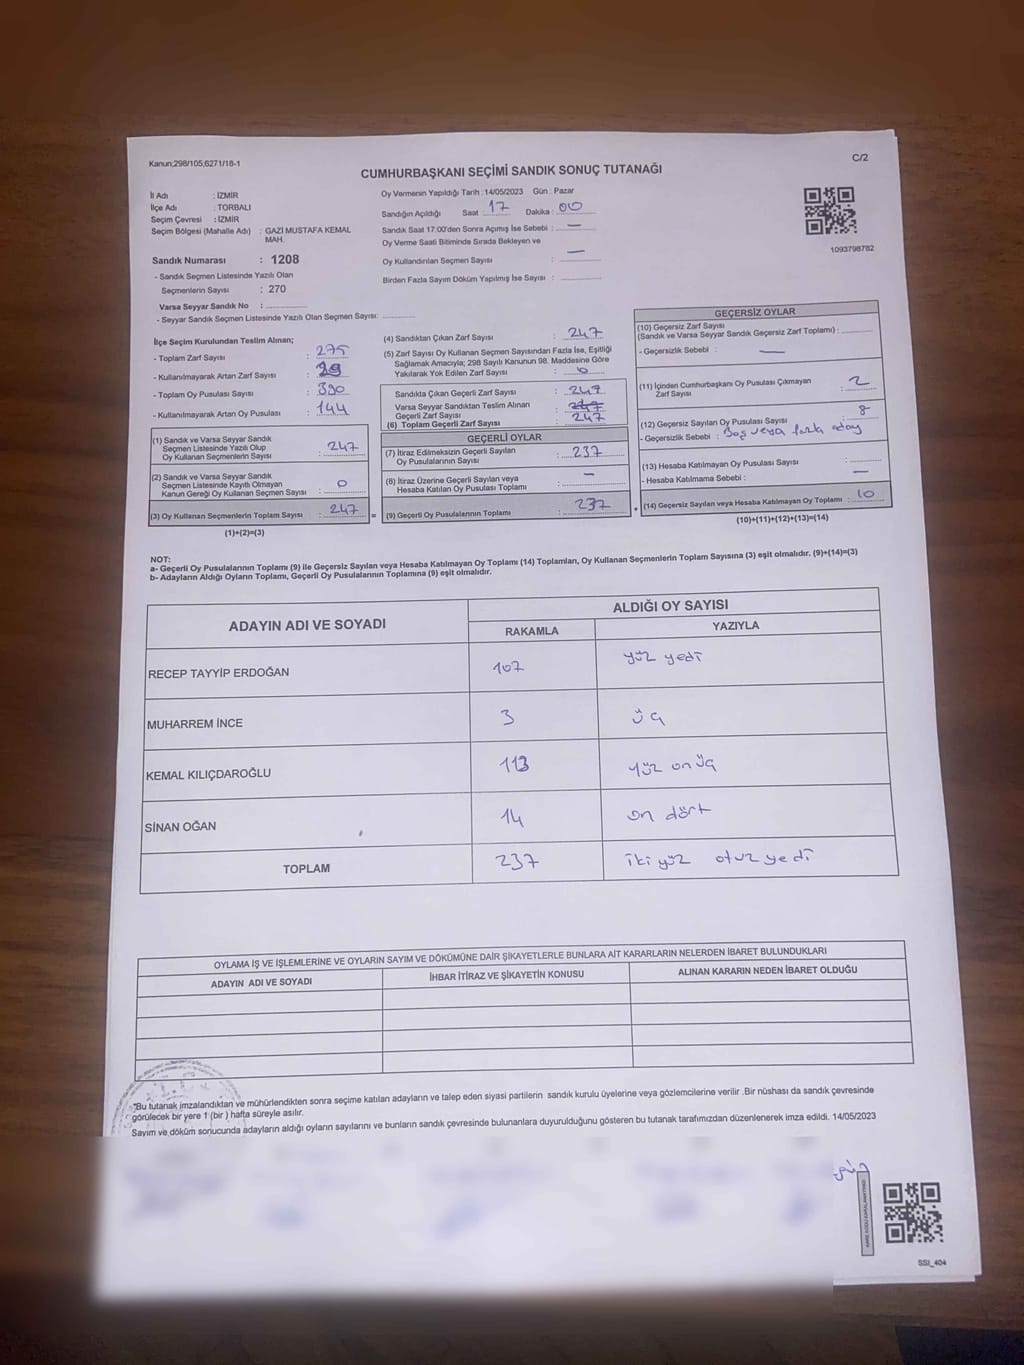 Kanun;298/105;6271/18-1
C/2
CUMHURBAŞKANI SEÇİMİ SANDIK SONUÇ TUTANAĞI
İl Adı : İZMİR
İlçe Adı : TORBALI
Seçim Çevresi : İZMİR
Seçim Bölgesi (Mahalle Adı) : GAZİ MUSTAFA KEMAL
MAH.
Sandık Numarası : 1208
- Sandık Seçmen Listesinde Yazılı Olan
Seçmenlerin Sayısı : 270
Varsa Seyyar Sandık No :
- Seyyar Sandık Seçmen Listesinde Yazılı Olan Seçmen Sayısı:
Oy Vermenin Yapıldığı Tarih :14/05/2023 Gün : Pazar
Sandığın Açıldığı Saat 17 Dakika : 00
Sandık Saat 17:00'den Sonra Açımış İse Sebebi : —
Oy Verme Saati Bitiminde Sırada Bekleyen ve
Oy Kullandırılan Seçmen Sayısı : —
Birden Fazla Sayım Döküm Yapılmış İse Sayısı :
1093798782
İlçe Seçim Kurulundan Teslim Alınan;
- Toplam Zarf Sayısı : 275
- Kullanılmayarak Artan Zarf Sayısı :
- Toplam Oy Pusulası Sayısı : 390
- Kullanılmayarak Artan Oy Pusulası : 144
(1) Sandık ve Varsa Seyyar Sandık
Seçmen Listesinde Yazılı Olup
Oy Kullanan Seçmenlerin Sayısı : 247
(2) Sandık ve Varsa Seyyar Sandık
Seçmen Listesinde Kayıtlı Olmayan
Kanun Gereği Oy Kullanan Seçmen Sayısı : 0
(3) Oy Kullanan Seçmenlerin Toplam Sayısı : 247 =
(1)+(2)=(3)
(4) Sandıktan Çıkan Zarf Sayısı : 247
(5) Zarf Sayısı Oy Kullanan Seçmen Sayısından Fazla İse, Eşitliği
Sağlamak Amacıyla; 298 Sayılı Kanunun 98. Maddesine Göre
Yakılarak Yok Edilen Zarf Sayısı : 0
Sandıkta Çıkan Geçerli Zarf Sayısı : 247
Varsa Seyyar Sandıktan Teslim Alınan
Geçerli Zarf Sayısı : 247
(6) Toplam Geçerli Zarf Sayısı : 247
GEÇERLİ OYLAR
(7) İtiraz Edilmeksizin Geçerli Sayılan
Oy Pusulalarının Sayısı : 237
(8) İtiraz Üzerine Geçerli Sayılan veya
Hesaba Katılan Oy Pusulası Toplamı : —
(9) Geçerli Oy Pusulalarının Toplamı : 237
GEÇERSİZ OYLAR
(10) Geçersiz Zarf Sayısı
(Sandık ve Varsa Seyyar Sandık Geçersiz Zarf Toplamı) :
- Geçersizlik Sebebi : —
(11) İçinden Cumhurbaşkanı Oy Pusulası Çıkmayan
Zarf Sayısı : 2
(12) Geçersiz Sayılan Oy Pusulası Sayısı : 8
- Geçersizlik Sebebi : Boş veya fazla aday
(13) Hesaba Katılmayan Oy Pusulası Sayısı :
- Hesaba Katılmama Sebebi : —
(14) Geçersiz Sayılan veya Hesaba Katılmayan Oy Toplamı : 10
(10)+(11)+(12)+(13)=(14)
NOT:
a- Geçerli Oy Pusulalarının Toplamı (9) ile Geçersiz Sayılan veya Hesaba Katılmayan Oy Toplamı (14) Toplamları, Oy Kullanan Seçmenlerin Toplam Sayısına (3) eşit olmalıdır. (9)+(14)=(3)
b- Adayların Aldığı Oyların Toplamı, Geçerli Oy Pusulalarının Toplamına (9) eşit olmalıdır.
ADAYIN ADI VE SOYADI ALDIĞI OY SAYISI
RAKAMLA YAZIYLA
RECEP TAYYİP ERDOĞAN 107 yüz yedi
MUHARREM İNCE 3 üç
KEMAL KILIÇDAROĞLU 113 yüz on üç
SİNAN OĞAN 14 on dört
TOPLAM 237 iki yüz otuz yedi
OYLAMA İŞ VE İŞLEMLERİNE VE OYLARIN SAYIM VE DÖKÜMÜNE DAİR ŞİKAYETLERLE BUNLARA AİT KARARLARIN NELERDEN İBARET BULUNDUKLARI
ADAYIN ADI VE SOYADI İHBAR İTİRAZ VE ŞİKAYETİN KONUSU ALINAN KARARIN NEDEN İBARET OLDUĞU
*Bu tutanak imzalandıktan ve mühürlendikten sonra seçime katılan adayların ve talep eden siyasi partilerin sandık kurulu üyelerine veya gözlemcilerine verilir .Bir nüshası da sandık çevresinde
görülecek bir yere 1 (bir ) hafta süreyle asılır.
Sayım ve döküm sonucunda adayların aldığı oyların sayılarını ve bunların sandık çevresinde bulunanlara duyurulduğunu gösteren bu tutanak tarafımızdan düzenlenerek imza edildi. 14/05/2023
SSI_404